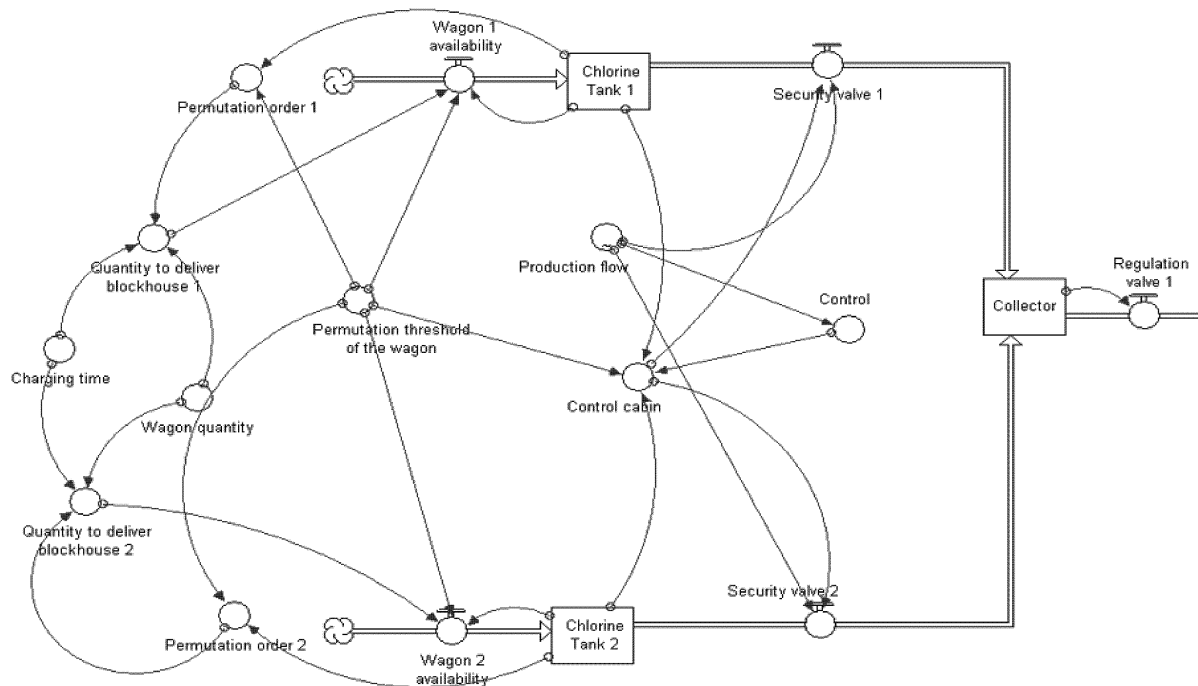 Wagon 1
availability
Chlorine
Tank 1
Permutation order 1
Security valve 1
Quantity to deliver
blockhouse 1
Production flow
Regulation
valve 1
Control
Collector
Permutation threshold
of the wagon
Charging time
Control cabin
Wagon quantity
Quantity to deliver
blockhouse 2
Security valve 2
Permutation order 2
Chlorine
Tank 2
Wagon 2
availability